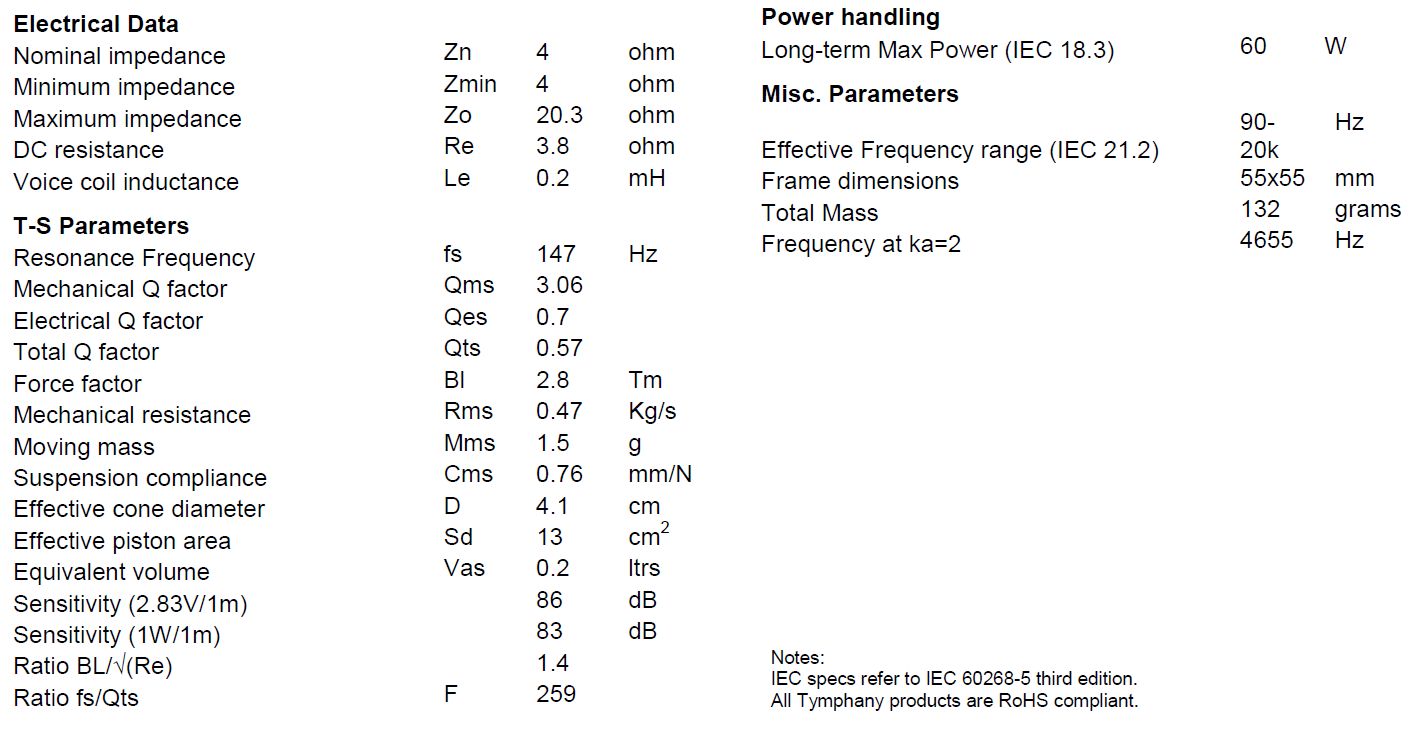 Electrical Data
Nominal impedance Zn 4 ohm
Minimum impedance Zmin 4 ohm
Maximum impedance Zo 20.3 ohm
DC resistance Re 3.8 ohm
Voice coil inductance Le 0.2 mH
T-S Parameters
Resonance Frequency fs 147 Hz
Mechanical Q factor Qms 3.06
Electrical Q factor Qes 0.7
Total Q factor Qts 0.57
Force factor Bl 2.8 Tm
Mechanical resistance Rms 0.47 Kg/s
Moving mass Mms 1.5 g
Suspension compliance Cms 0.76 mm/N
Effective cone diameter D 4.1 cm
Effective piston area Sd 13 cm²
Equivalent volume Vas 0.2 ltrs
Sensitivity (2.83V/1m) 86 dB
Sensitivity (1W/1m) 83 dB
Ratio BL/√(Re) 1.4
Ratio fs/Qts F 259
Power handling
Long-term Max Power (IEC 18.3) 60 W
Misc. Parameters
90- Hz
Effective Frequency range (IEC 21.2) 20k
Frame dimensions 55x55 mm
Total Mass 132 grams
Frequency at ka=2 4655 Hz
Notes:
IEC specs refer to IEC 60268-5 third edition.
All Tymphany products are RoHS compliant.